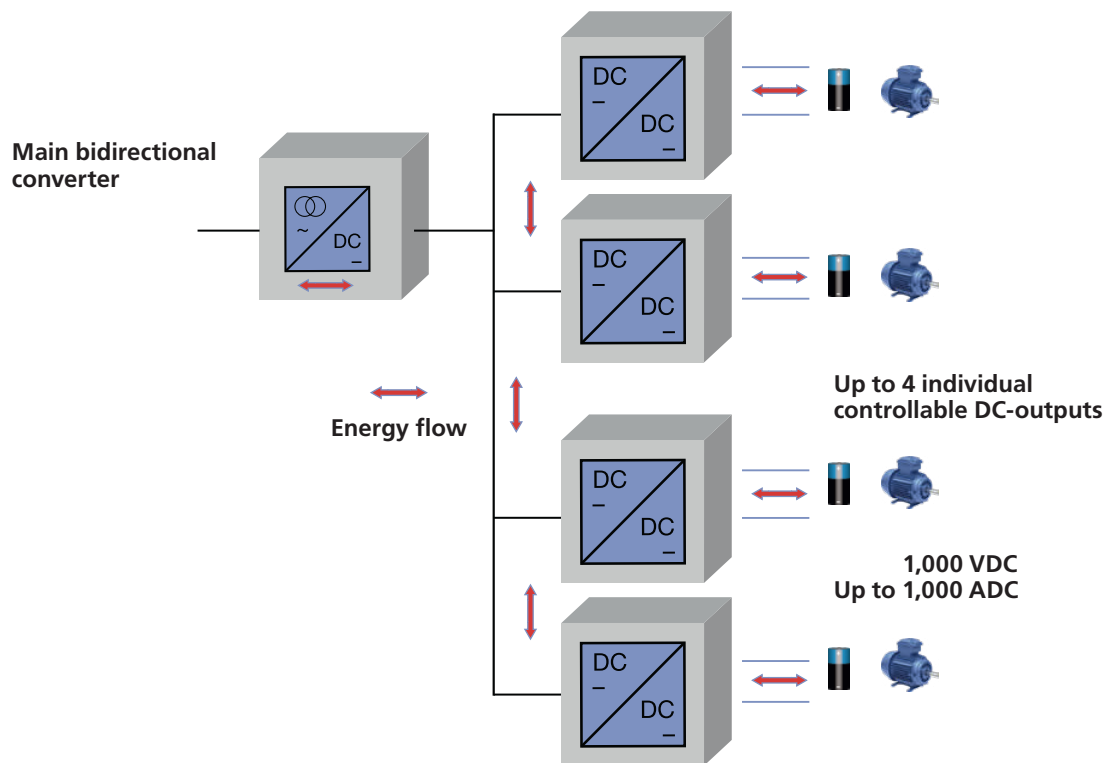 DC
–
DC
–
Main bidirectional
converter
~
DC
–
DC
–
DC
–
Up to 4 individual
controllable DC-outputs
Energy flow
DC
–
DC
–
1,000 VDC
Up to 1,000 ADC
DC
–
DC
–